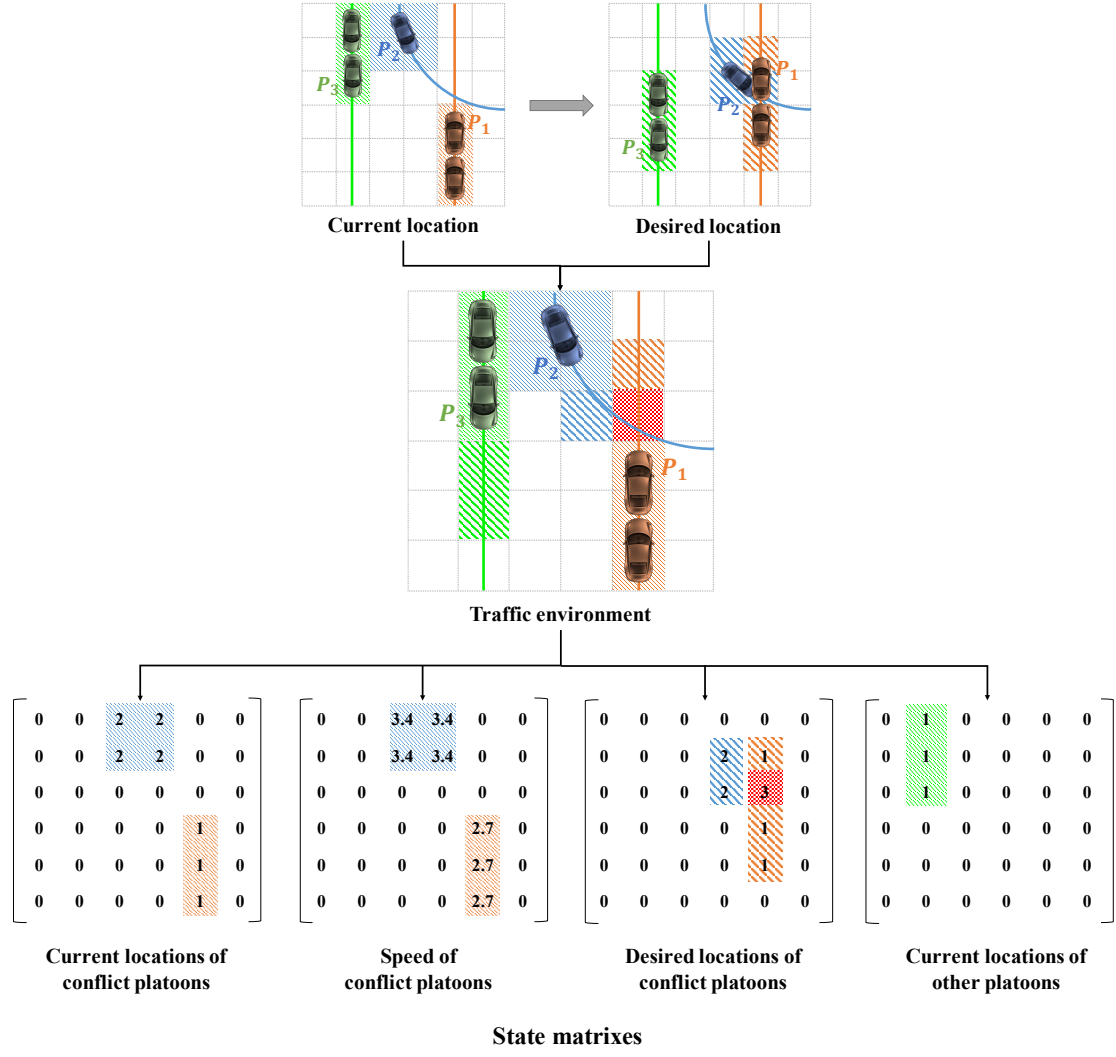 P₂
P₃
P₁
Current location
P₁
P₂
P₃
Desired location
P₂
P₃
P₁
Traffic environment
0 0 2 2 0 0
0 0 2 2 0 0
0 0 0 0 0 0
0 0 0 0 1 0
0 0 0 0 1 0
0 0 0 0 1 0
Current locations of
conflict platoons
0 0 3.4 3.4 0 0
0 0 3.4 3.4 0 0
0 0 0 0 0 0
0 0 0 0 2.7 0
0 0 0 0 2.7 0
0 0 0 0 2.7 0
Speed of
conflict platoons
0 0 0 0 0 0
0 0 0 2 1 0
0 0 0 2 3 0
0 0 0 0 1 0
0 0 0 0 1 0
0 0 0 0 0 0
Desired locations of
conflict platoons
0 1 0 0 0 0
0 1 0 0 0 0
0 1 0 0 0 0
0 0 0 0 0 0
0 0 0 0 0 0
0 0 0 0 0 0
Current locations of
other platoons
State matrixes